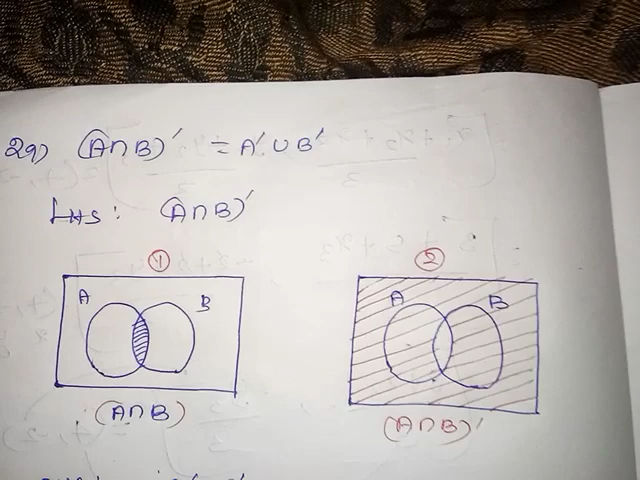 29) (A∩B)' = A' ∪ B'
LHS: (A∩B)'
① ②
A B A B
(A∩B) (A∩B)'